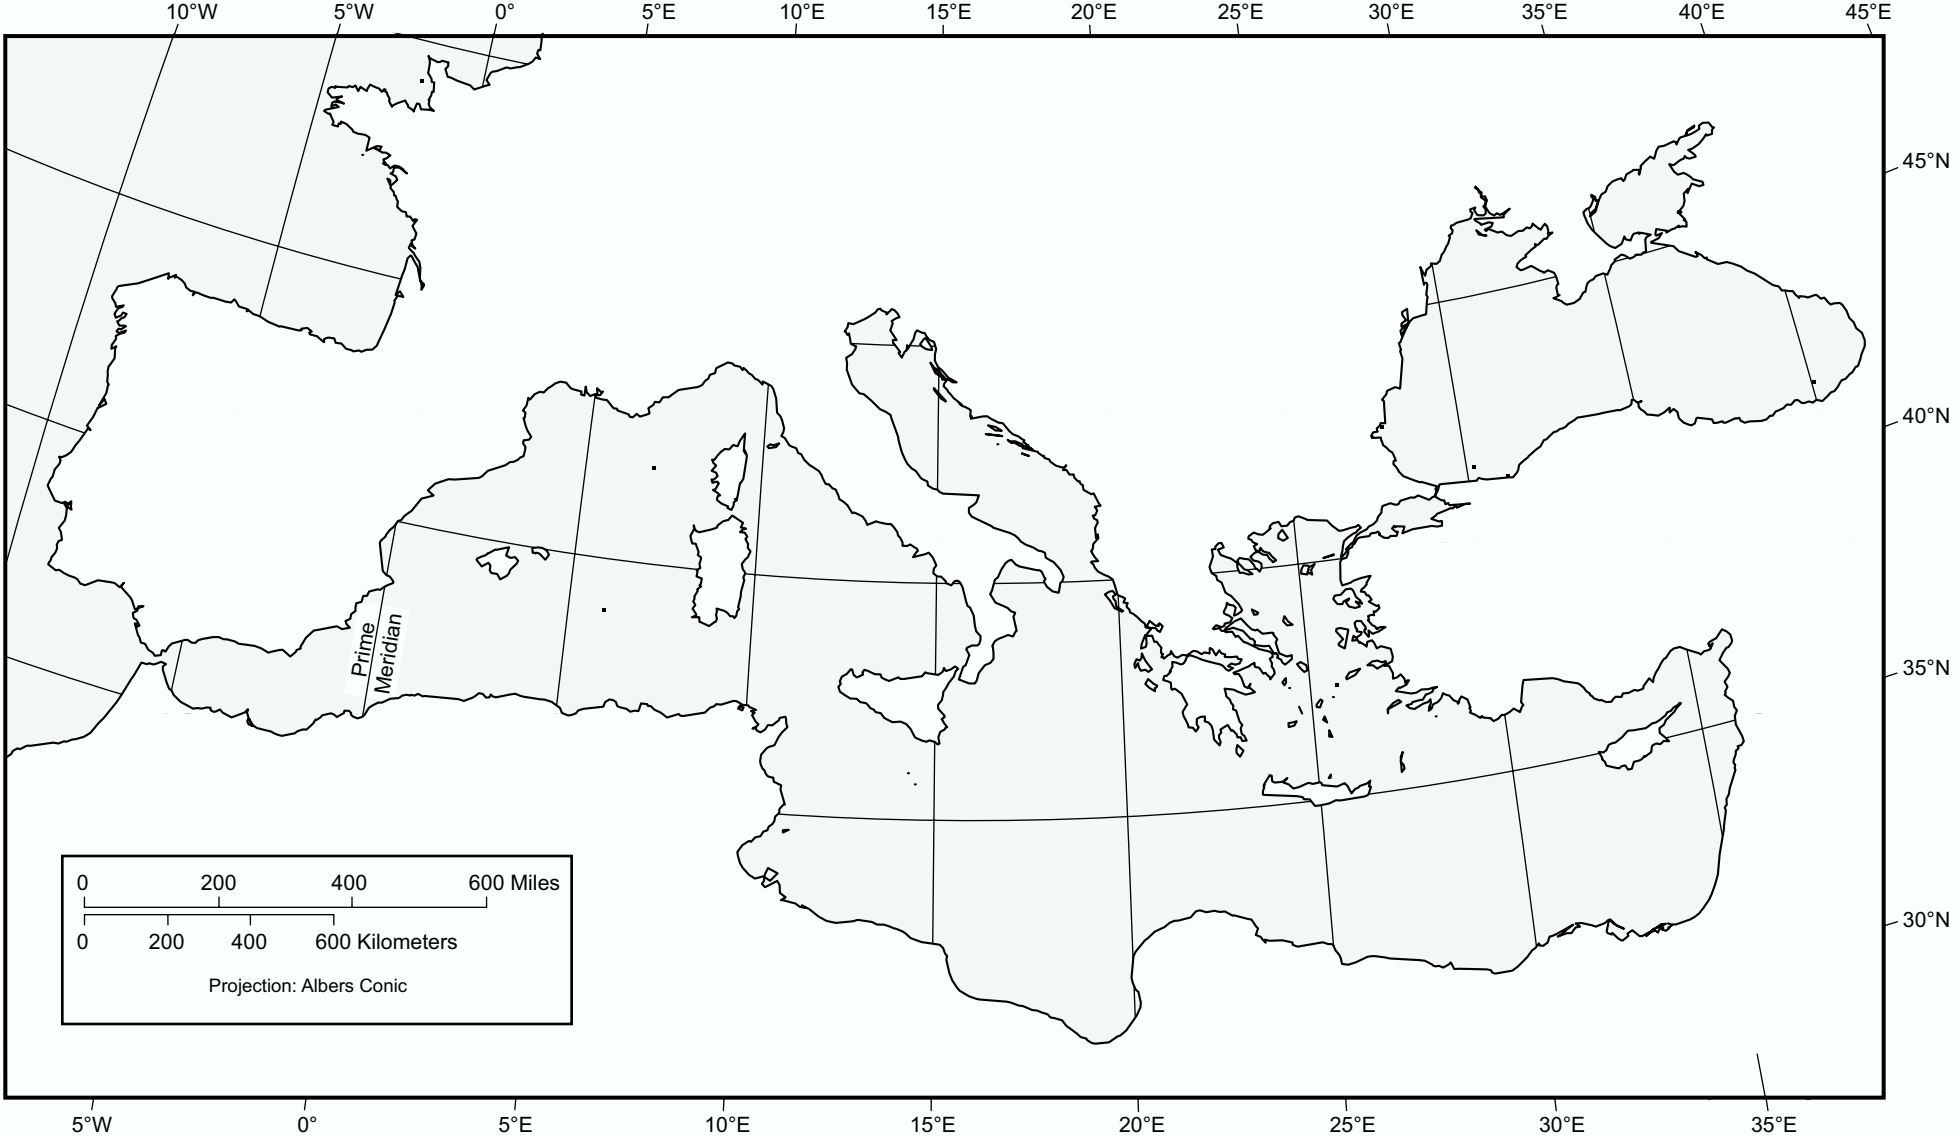 10°W 5°W 0° 5°E 10°E 15°E 20°E 25°E 30°E 35°E 40°E 45°E
45°N
40°N
35°N
30°N
Prime
Meridian
0 200 400 600 Miles
0 200 400 600 Kilometers
Projection: Albers Conic
5°W 0° 5°E 10°E 15°E 20°E 25°E 30°E 35°E